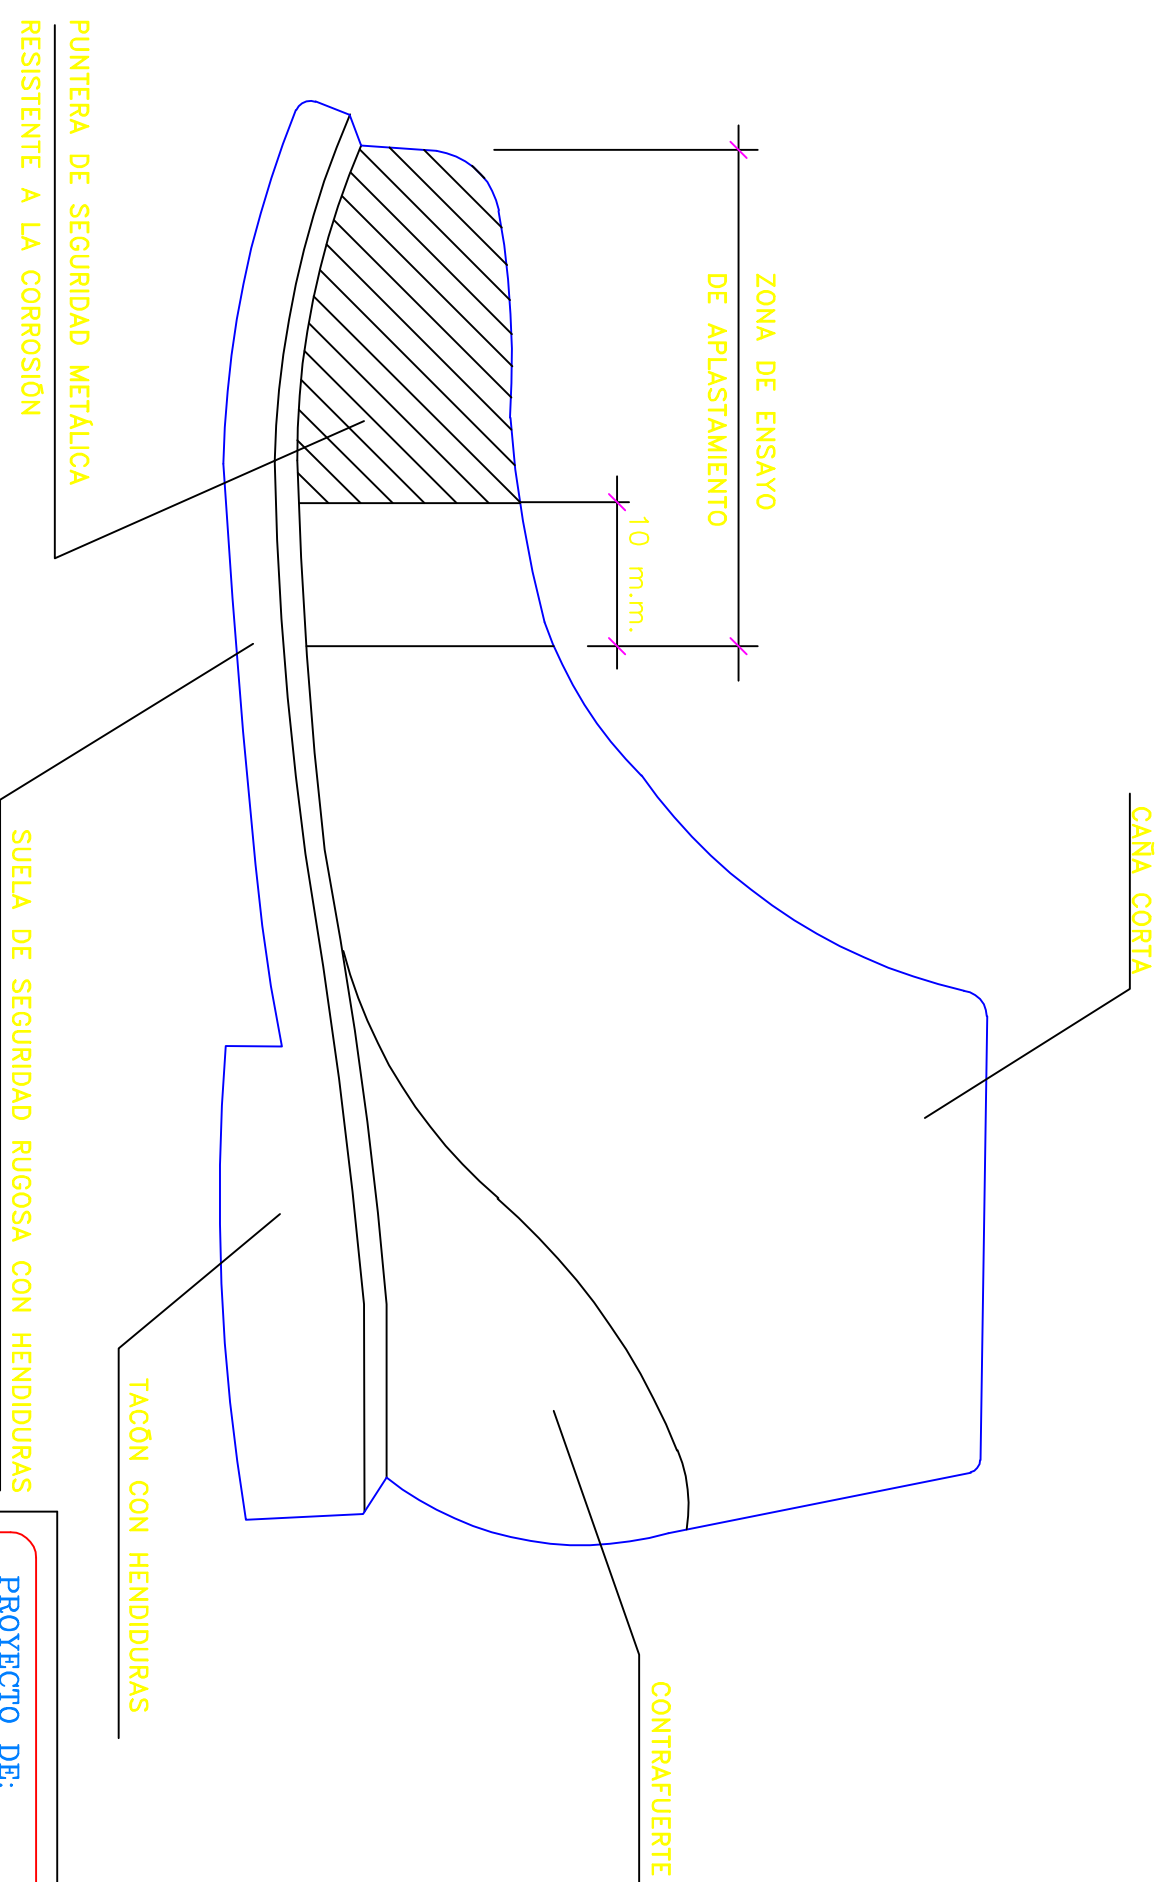 CAÑA CORTA
ZONA DE ENSAYO
DE APLASTAMIENTO
10 m.m.
CONTRAFUERTE
TACÓN CON HENDIDURAS
PUNTERA DE SEGURIDAD METÁLICA
RESISTENTE A LA CORROSIÓN
SUELA DE SEGURIDAD RUGOSA CON HENDIDURAS
PROYECTO DE: